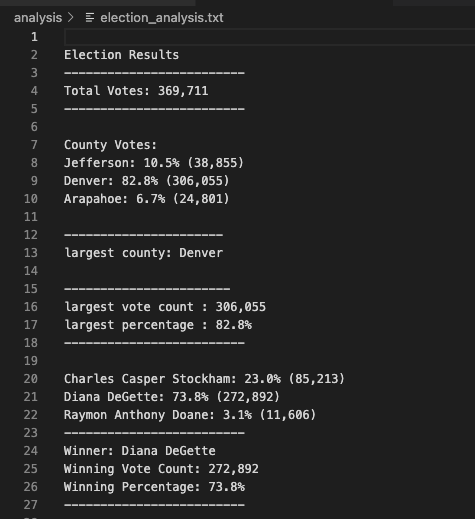 analysis > election_analysis.txt
1
2 Election Results
3 -------------------------
4 Total Votes: 369,711
5 -------------------------
6
7 County Votes:
8 Jefferson: 10.5% (38,855)
9 Denver: 82.8% (306,055)
10 Arapahoe: 6.7% (24,801)
11
12 ----------------------
13 largest county: Denver
14
15 -----------------------
16 largest vote count : 306,055
17 largest percentage : 82.8%
18 -------------------------
19
20 Charles Casper Stockham: 23.0% (85,213)
21 Diana DeGette: 73.8% (272,892)
22 Raymon Anthony Doane: 3.1% (11,606)
23 -------------------------
24 Winner: Diana DeGette
25 Winning Vote Count: 272,892
26 Winning Percentage: 73.8%
27 -------------------------